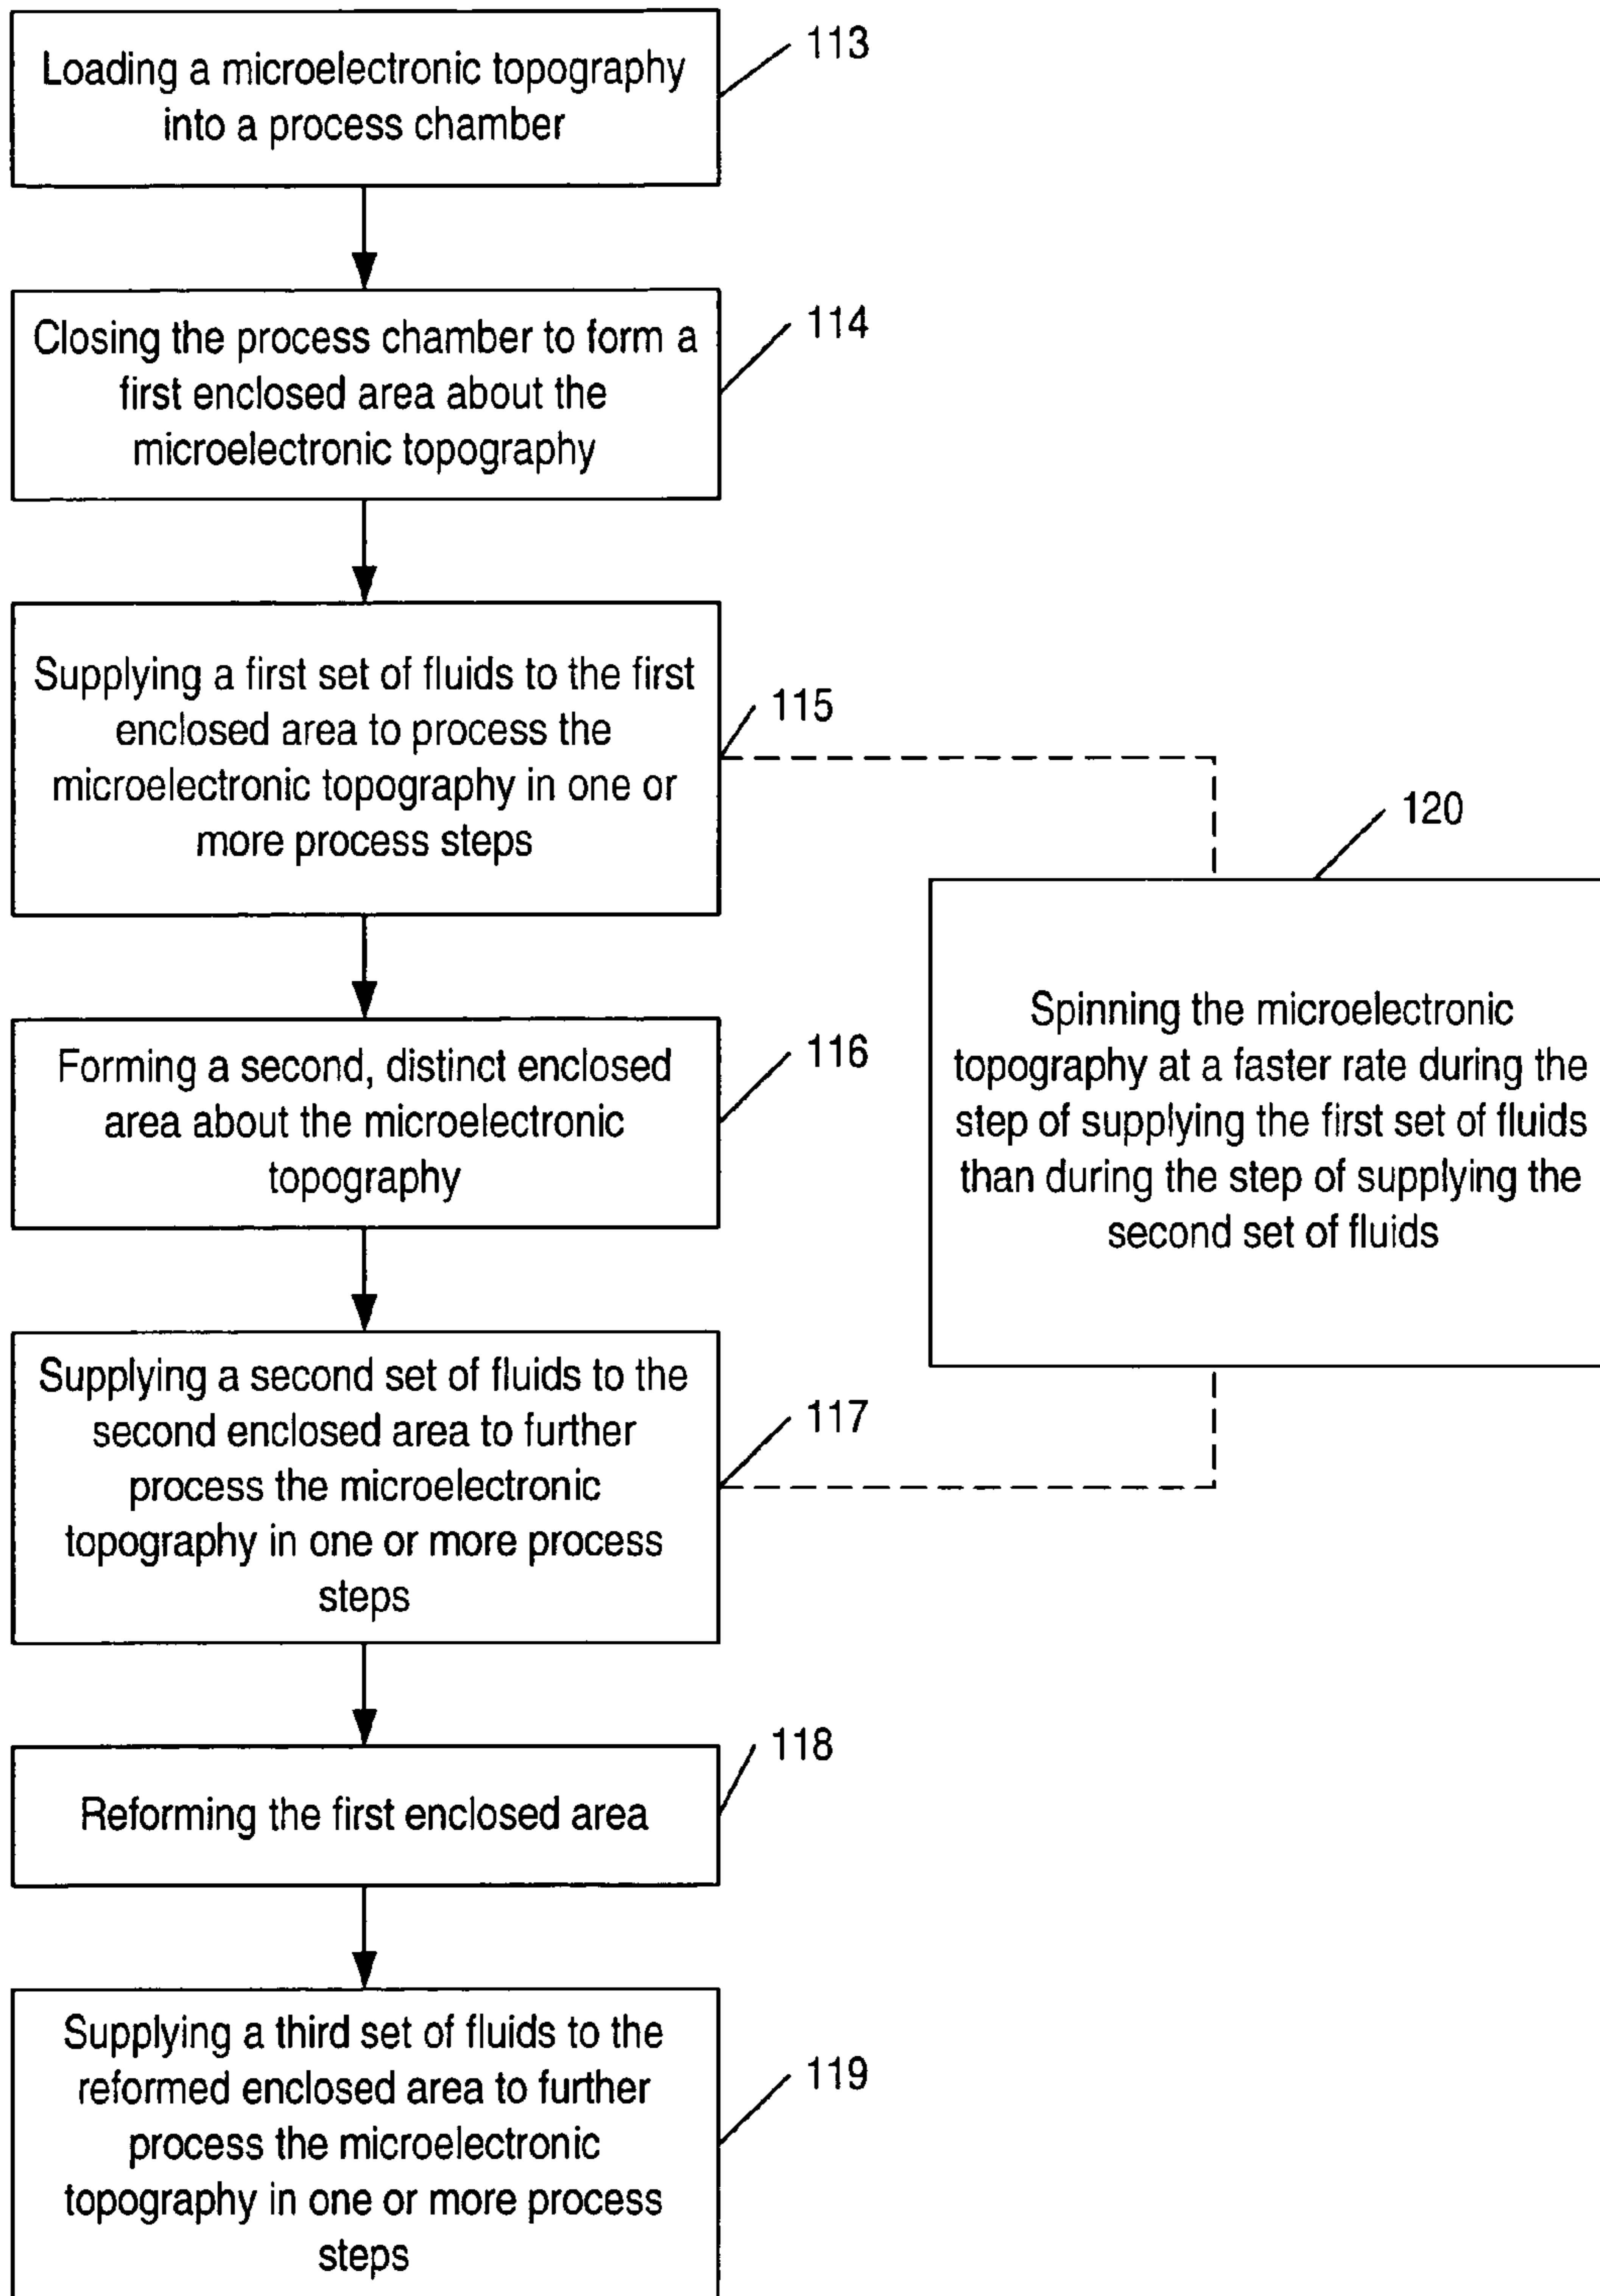 Loading a microelectronic topography
into a process chamber
113
Closing the process chamber to form a
first enclosed area about the
microelectronic topography
114
Supplying a first set of fluids to the first
enclosed area to process the
microelectronic topography in one or
more process steps
115
120
Spinning the microelectronic
topography at a faster rate during the
step of supplying the first set of fluids
than during the step of supplying the
second set of fluids
Forming a second, distinct enclosed
area about the microelectronic
topography
116
Supplying a second set of fluids to the
second enclosed area to further
process the microelectronic
topography in one or more process
steps
117
Reforming the first enclosed area
118
Supplying a third set of fluids to the
reformed enclosed area to further
process the microelectronic
topography in one or more process
steps
119